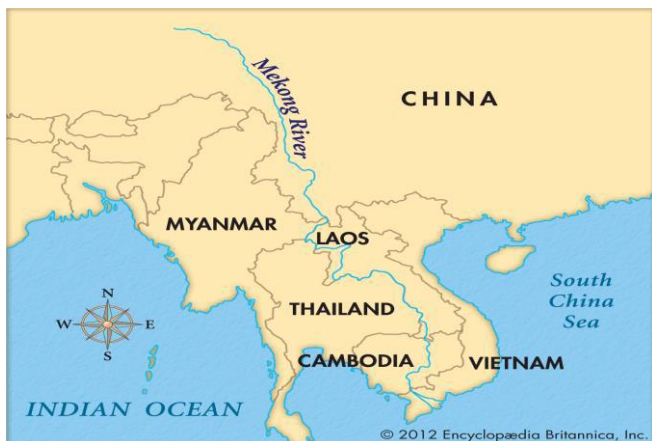 Mekong River
CHINA
MYANMAR
LAOS
South
China
Sea
N
W
E
S
THAILAND
CAMBODIA
VIETNAM
INDIAN OCEAN
© 2012 Encyclopædia Britannica, Inc.